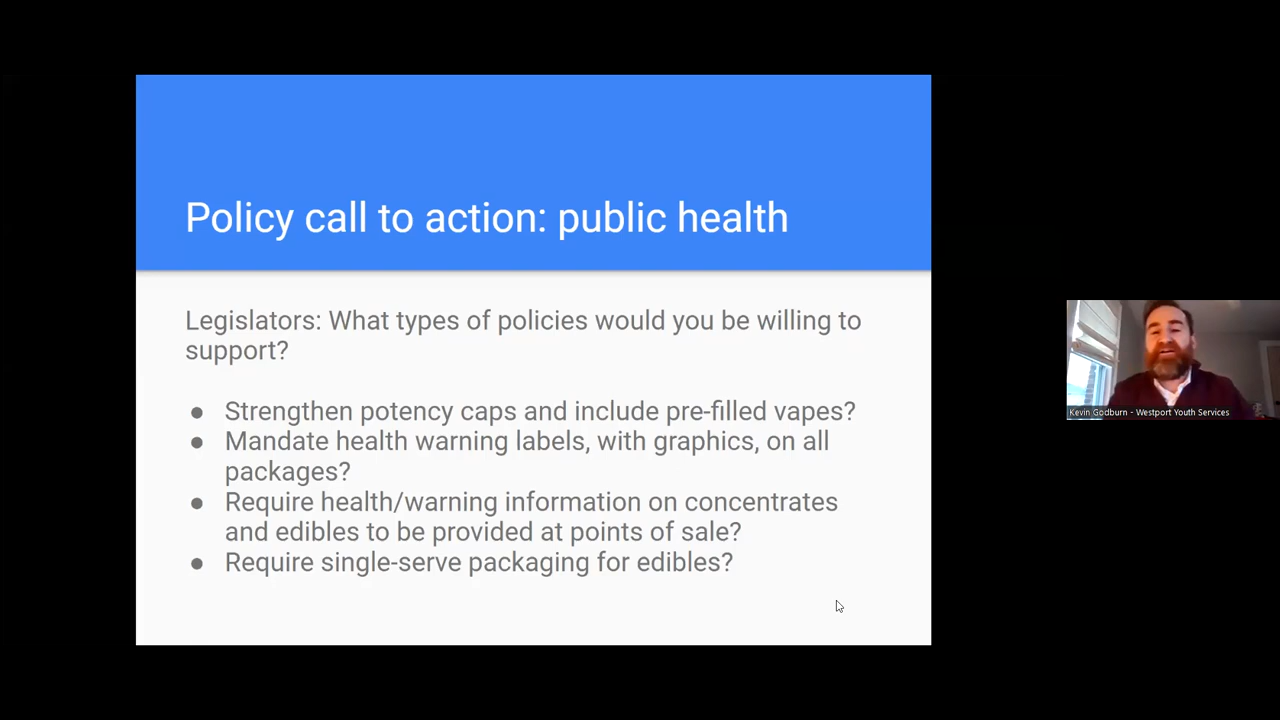 Policy call to action: public health
Legislators: What types of policies would you be willing to
support?
● Strengthen potency caps and include pre-filled vapes?
● Mandate health warning labels, with graphics, on all
packages?
● Require health/warning information on concentrates
and edibles to be provided at points of sale?
● Require single-serve packaging for edibles?
Kevin Godburn - Westport Youth Services